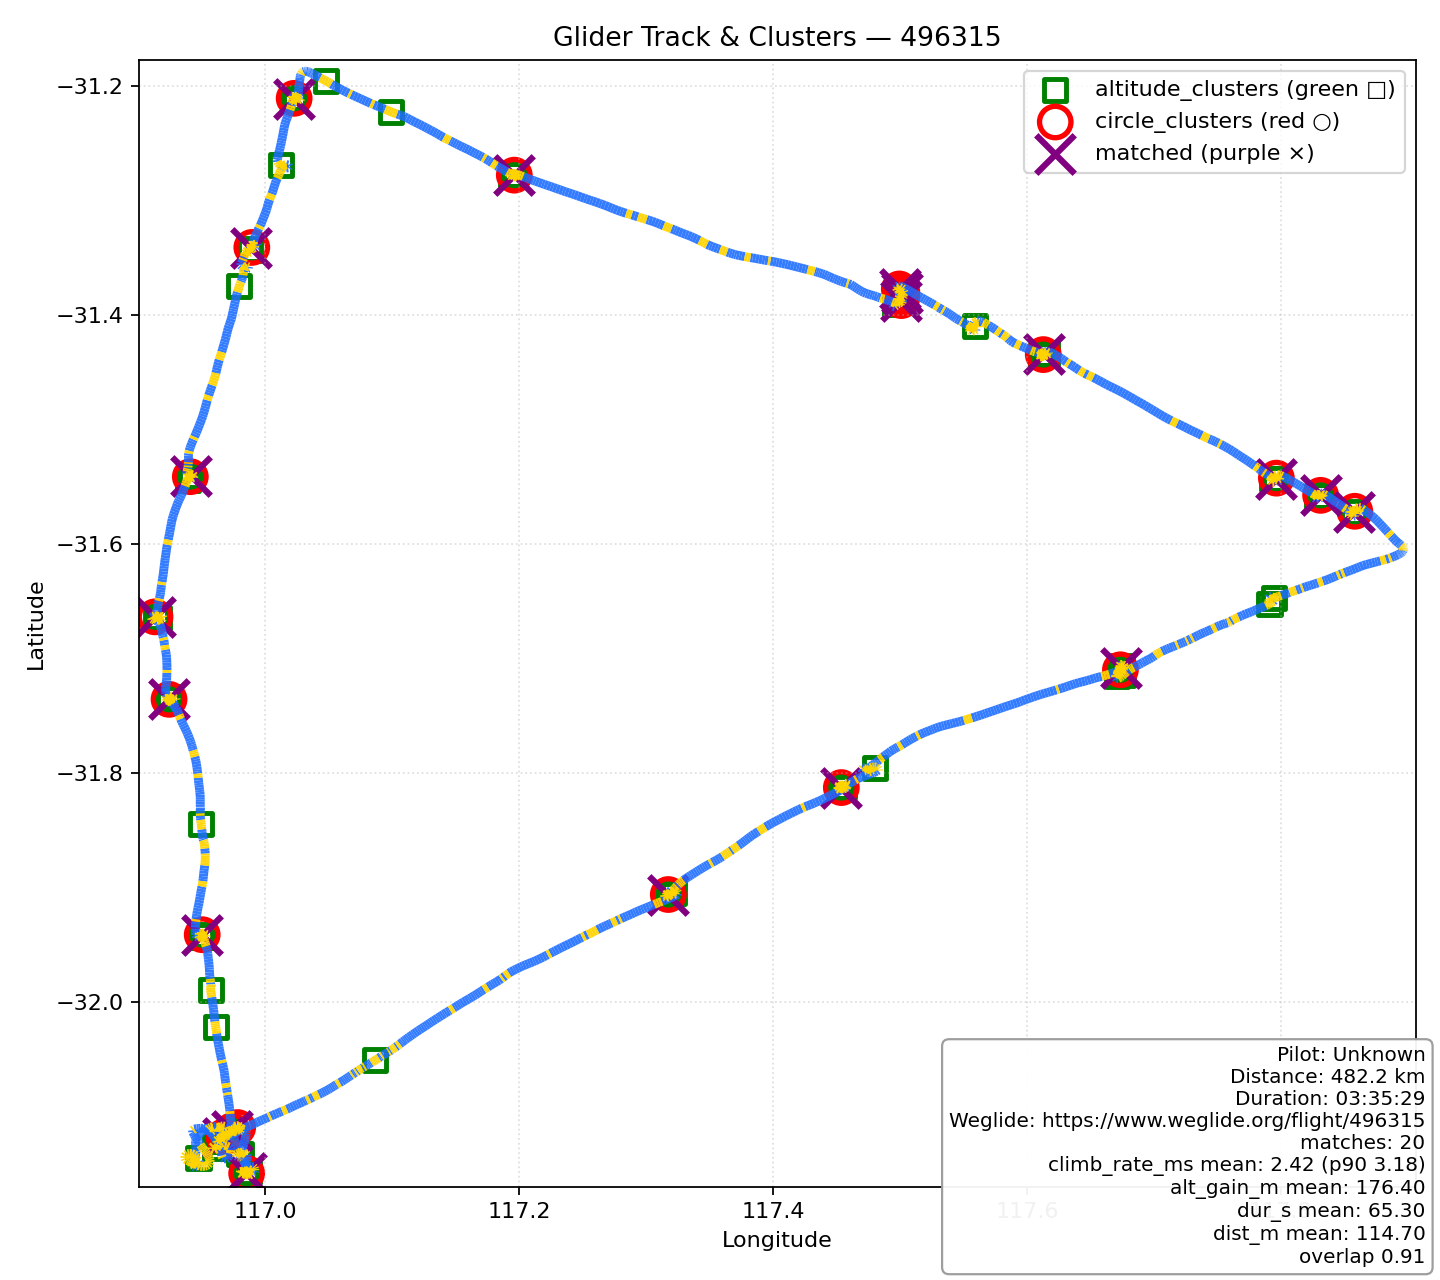 Glider Track & Clusters — 496315
altitude_clusters (green □)
circle_clusters (red ○)
matched (purple ×)
Latitude
−31.2
−31.4
−31.6
−31.8
−32.0
117.0
117.2
117.4
117.6
Longitude
Pilot: Unknown
Distance: 482.2 km
Duration: 03:35:29
Weglide: https://www.weglide.org/flight/496315
matches: 20
climb_rate_ms mean: 2.42 (p90 3.18)
alt_gain_m mean: 176.40
dur_s mean: 65.30
dist_m mean: 114.70
overlap 0.91